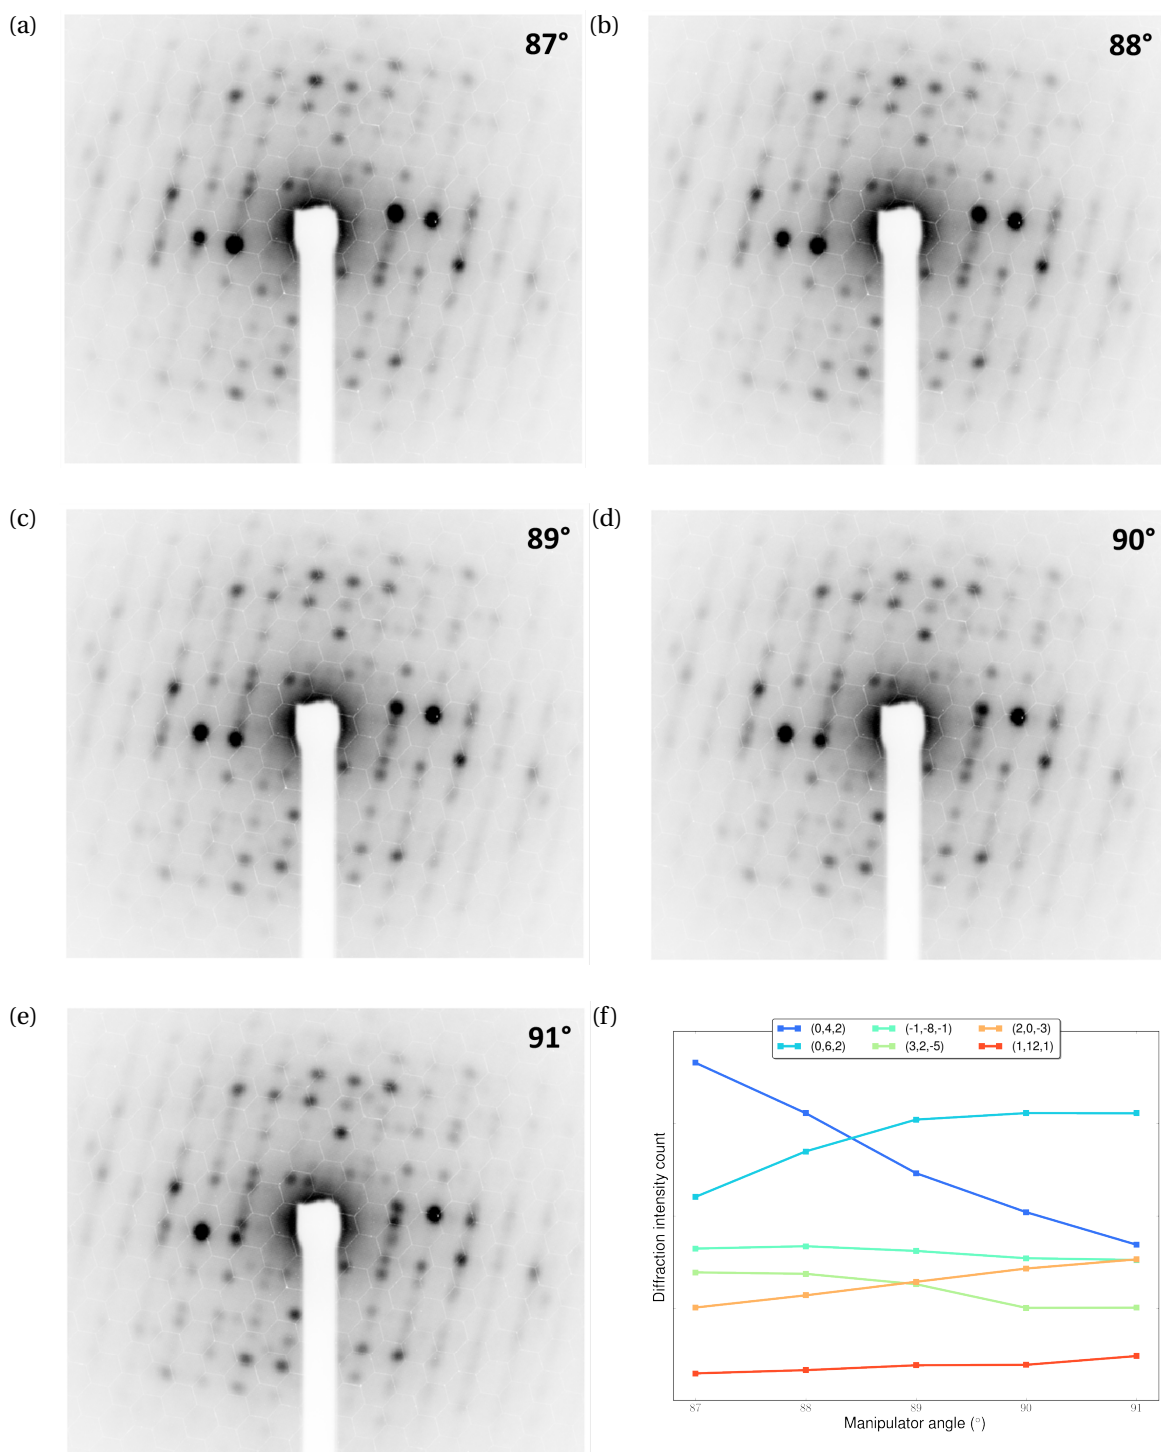 (a)
87°
(b)
88°
(c)
89°
(d)
90°
(e)
91°
(f)
(0,4,2) (-1,-8,-1) (2,0,-3)
(0,6,2) (3,2,-5) (1,12,1)
Diffraction intensity count
87 88 89 90 91
Manipulator angle (°)